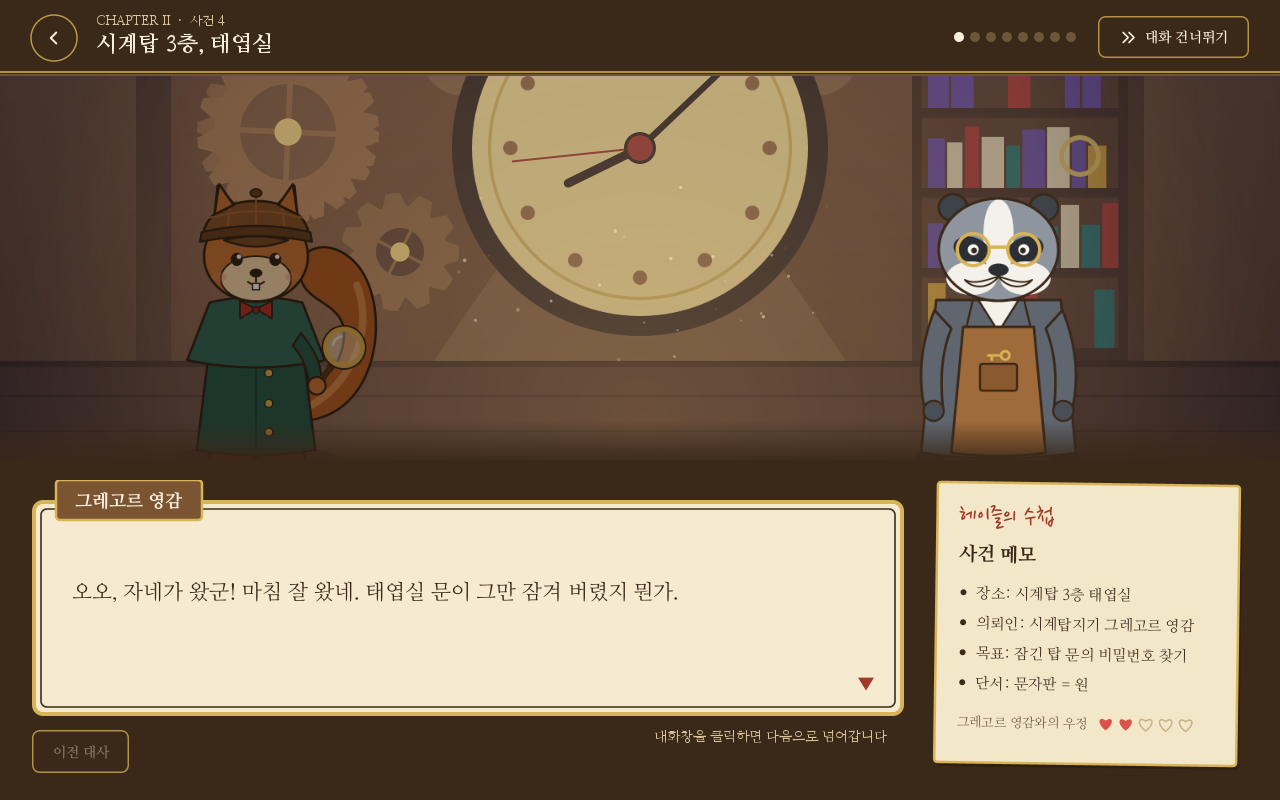 CHAPTER II · 사건 4
시계탑 3층, 태엽실
대화 건너뛰기
그레고르 영감
오오, 자네가 왔군! 마침 잘 왔네. 태엽실 문이 그만 잠겨 버렸지 뭔가.
이전 대사
대화창을 클릭하면 다음으로 넘어갑니다
헤이즐의 수첩
사건 메모
장소: 시계탑 3층 태엽실
의뢰인: 시계탑지기 그레고르 영감
목표: 잠긴 탑 문의 비밀번호 찾기
단서: 문자판 = 원
그레고르 영감와의 우정